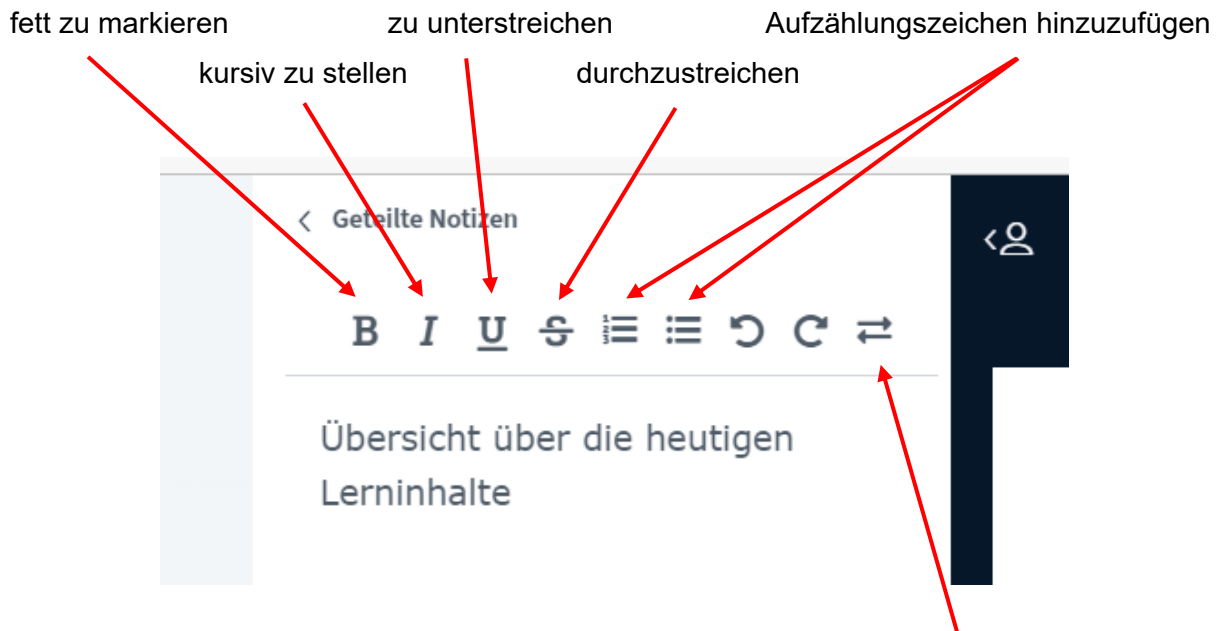 fett zu markieren zu unterstreichen Aufzählungszeichen hinzuzufügen
kursiv zu stellen durchzustreichen
Geteilte Notizen
B I U S
Übersicht über die heutigen
Lerninhalte